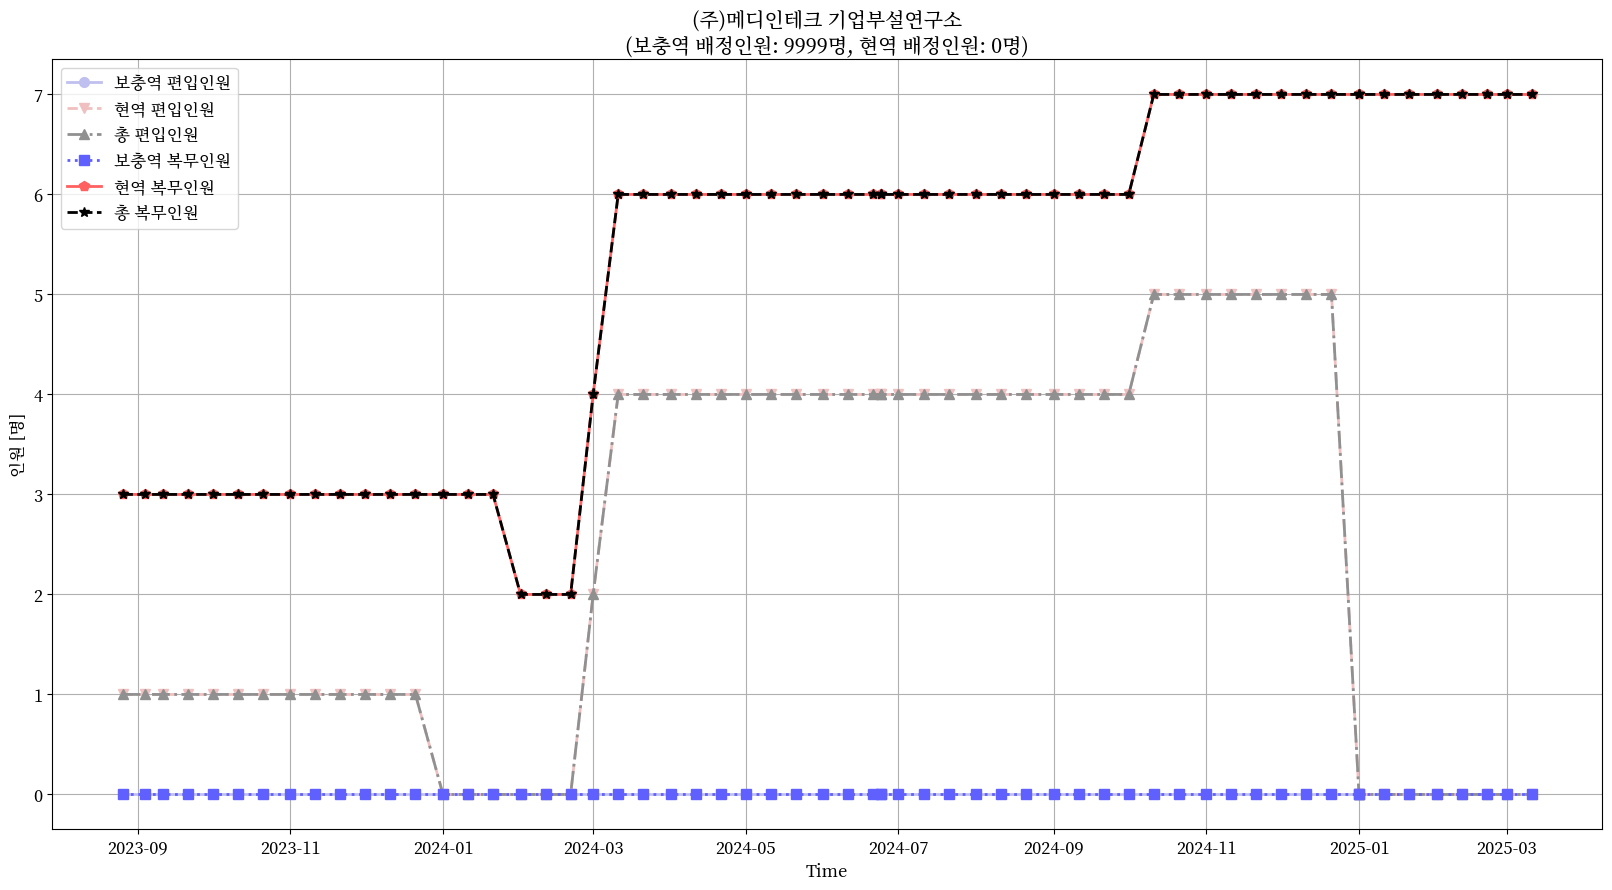 (주)메디인테크 기업부설연구소
(보충역 배정인원: 9999명, 현역 배정인원: 0명)
보충역 편입인원
현역 편입인원
총 편입인원
보충역 복무인원
현역 복무인원
총 복무인원
7
6
5
4
3
2
1
0
인원 [명]
2023-09
2023-11
2024-01
2024-03
2024-05
2024-07
2024-09
2024-11
2025-01
2025-03
Time